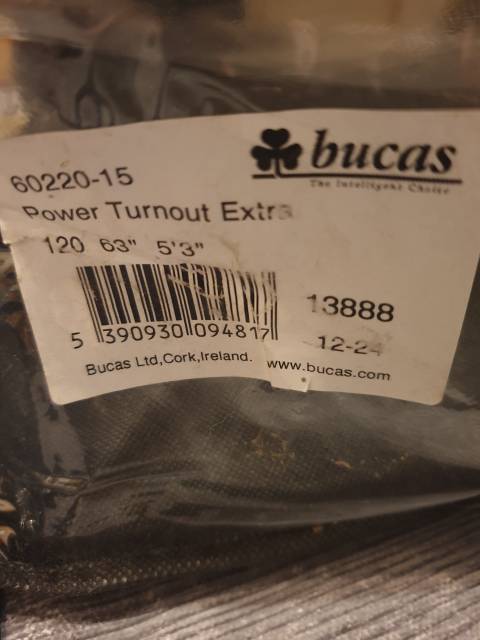 bucas
The Intelligent Choice
60220-15
Power Turnout Extra
120 63" 5'3"
13888
5 390930 094817
12-24
Bucas Ltd,Cork,Ireland. www.bucas.com